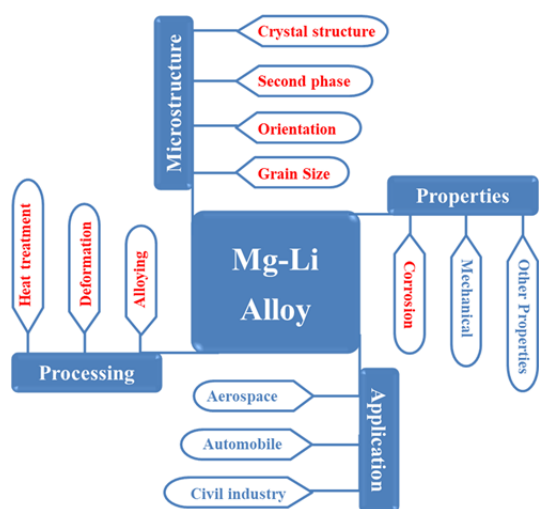 Microstructure
Crystal structure
Second phase
Orientation
Grain Size
Properties
Corrosion
Mechanical
Other Properties
Mg-Li
Alloy
Heat treatment
Deformation
Alloying
Processing
Application
Aerospace
Automobile
Civil industry